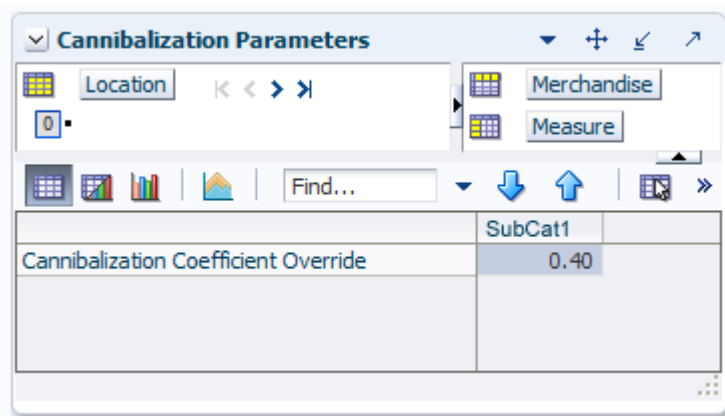 Cannibalization Parameters
Location
Merchandise
0
Measure
Find...
SubCat1
Cannibalization Coefficient Override 0.40